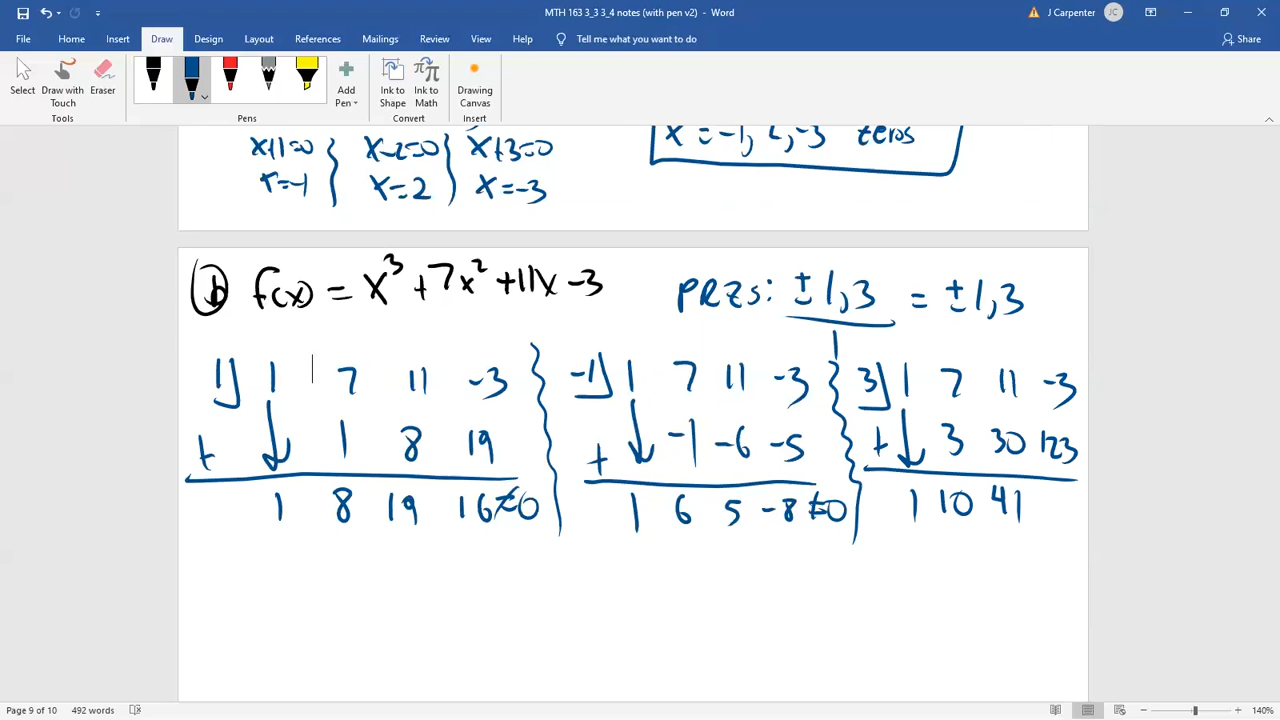 MTH 163 3_3 3_4 notes (with pen v2) - Word
J Carpenter JC
File Home Insert Draw Design Layout References Mailings Review View Help Tell me what you want to do Share
Select Draw with Touch Eraser Add Pen Ink to Shape Ink to Math Drawing Canvas
Tools Pens Convert Insert
x+1=0 x-2=0 x+3=0 x=-1, 2, -3 zeros
x=-1 x=2 x=-3
(b) f(x) = x³+7x²+11x-3 PRZs: ±1,3 = ±1,3
1
1 1 7 11 -3 -1 1 7 11 -3 3 1 7 11 -3
+ 1 8 19 + -1 -6 -5 + 3 30 123
1 8 19 16≠0 1 6 5 -8≠0 1 10 41
Page 9 of 10 492 words 140%